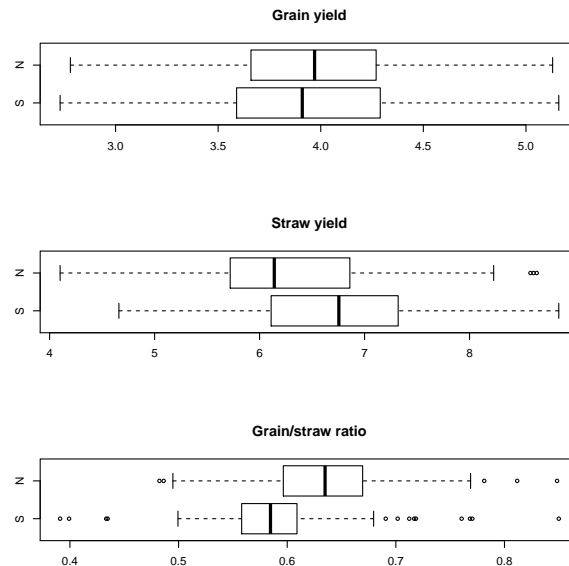 Grain yield
N
S
3.0 3.5 4.0 4.5 5.0
Straw yield
N
S
4 5 6 7 8
Grain/straw ratio
N
S
0.4 0.5 0.6 0.7 0.8